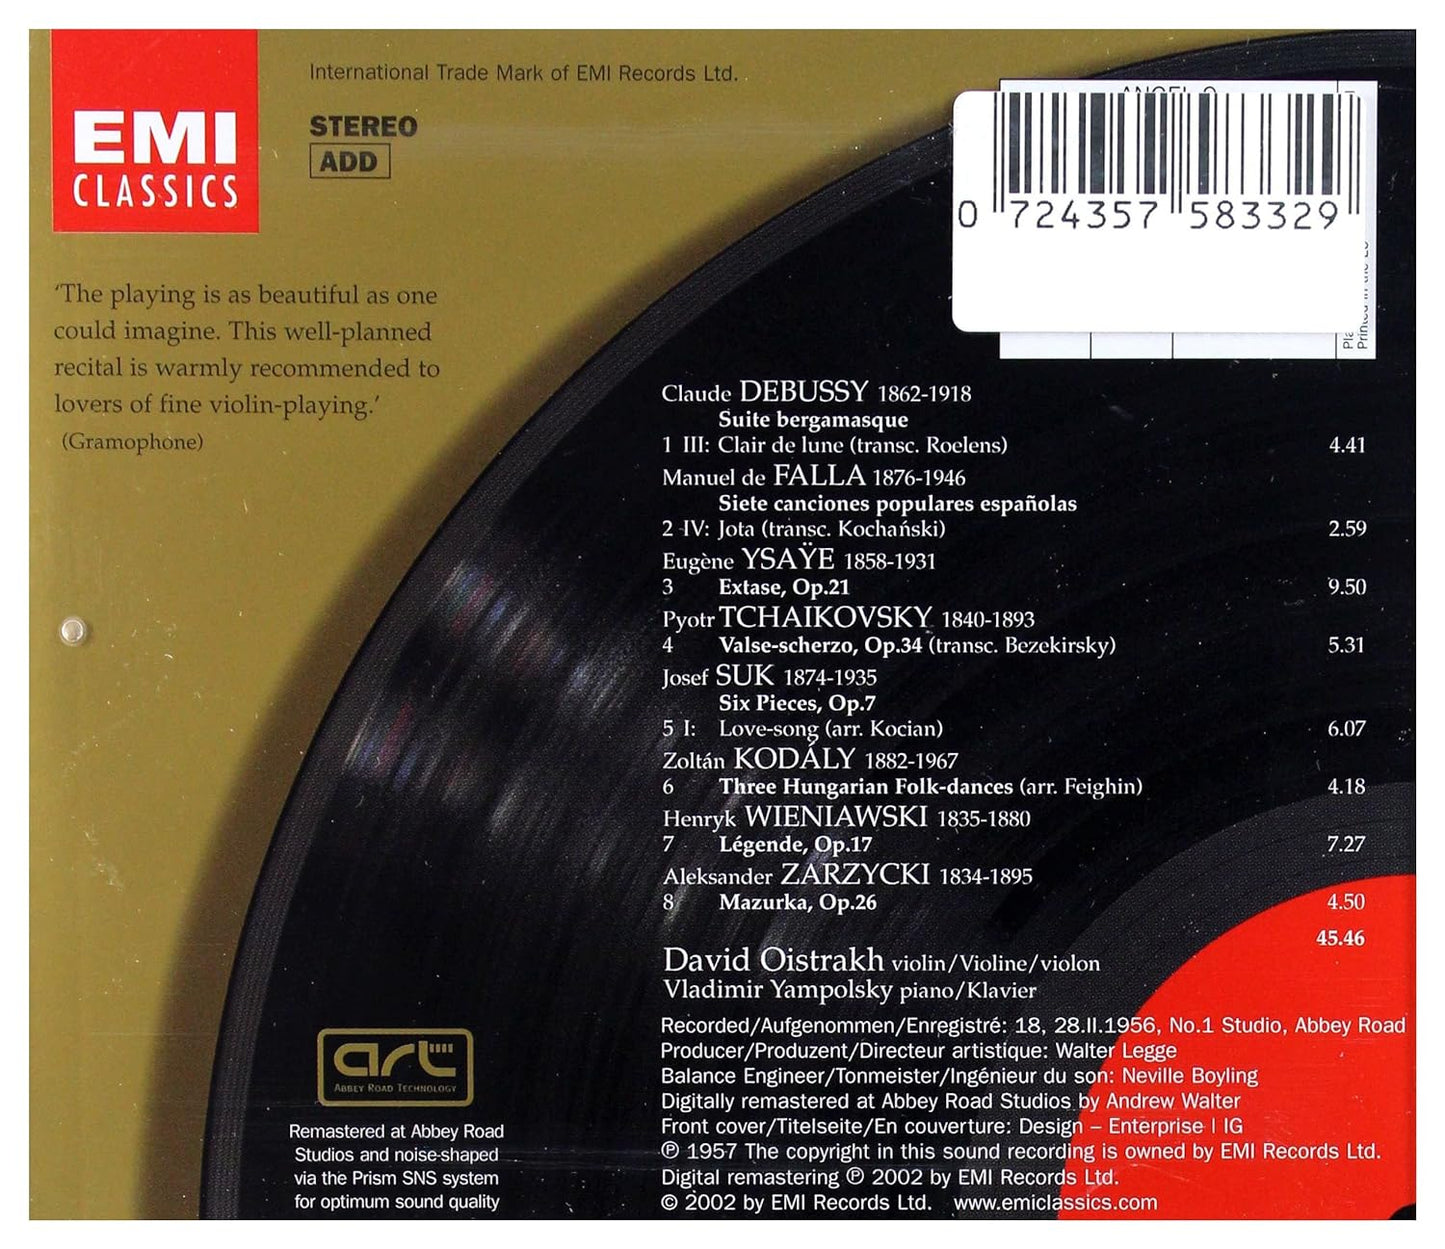 EMI
CLASSICS
International Trade Mark of EMI Records Ltd.
STEREO
ADD
'The playing is as beautiful as one
could imagine. This well-planned
recital is warmly recommended to
lovers of fine violin-playing.'
(Gramophone)
0 724357 583329
Claude DEBUSSY 1862-1918
Suite bergamasque
1 III: Clair de lune (transc. Roelens) 4.41
Manuel de FALLA 1876-1946
Siete canciones populares españolas
2 IV: Jota (transc. Kochański) 2.59
Eugène YSAŸE 1858-1931
3 Extase, Op.21 9.50
Pyotr TCHAIKOVSKY 1840-1893
4 Valse-scherzo, Op.34 (transc. Bezekirsky) 5.31
Josef SUK 1874-1935
Six Pieces, Op.7
5 I: Love-song (arr. Kocian) 6.07
Zoltán KODÁLY 1882-1967
6 Three Hungarian Folk-dances (arr. Feighin) 4.18
Henryk WIENIAWSKI 1835-1880
7 Légende, Op.17 7.27
Aleksander ZARZYCKI 1834-1895
8 Mazurka, Op.26 4.50
45.46
David Oistrakh violin/Violine/violon
Vladimir Yampolsky piano/Klavier
Recorded/Aufgenommen/Enregistré: 18, 28.II.1956, No.1 Studio, Abbey Road
Producer/Produzent/Directeur artistique: Walter Legge
Balance Engineer/Tonmeister/Ingénieur du son: Neville Boyling
Digitally remastered at Abbey Road Studios by Andrew Walter
Front cover/Titelseite/En couverture: Design – Enterprise | IG
℗ 1957 The copyright in this sound recording is owned by EMI Records Ltd.
Digital remastering ℗ 2002 by EMI Records Ltd.
© 2002 by EMI Records Ltd. www.emiclassics.com
art
ABBEY ROAD TECHNOLOGY
Remastered at Abbey Road
Studios and noise-shaped
via the Prism SNS system
for optimum sound quality